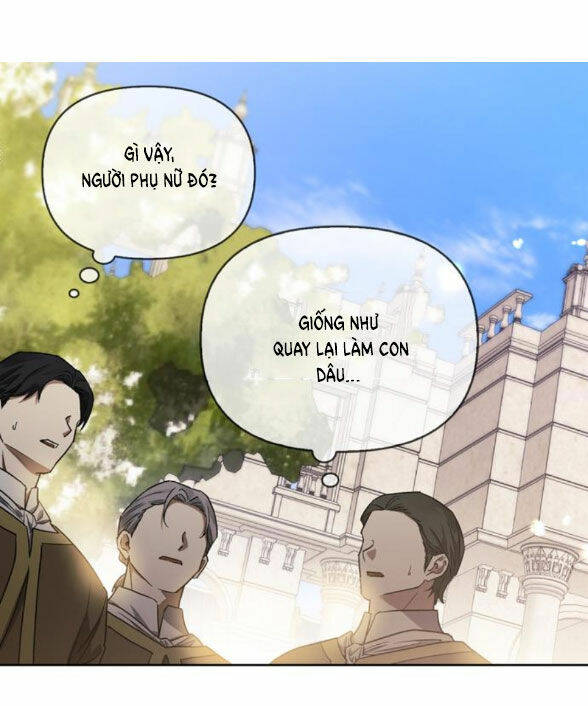 GÌ VẬY,
NGƯỜI PHỤ NỮ ĐÓ?
GIỐNG NHƯ
QUAY LẠI LÀM CON
DÂU...